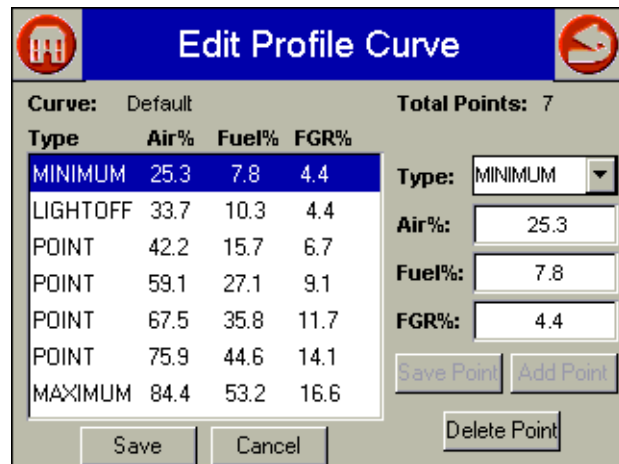 Edit Profile Curve
Curve: Default
Total Points: 7
Type Air% Fuel% FGR%
MINIMUM 25.3 7.8 4.4
LIGHTOFF 33.7 10.3 4.4
POINT 42.2 15.7 6.7
POINT 59.1 27.1 9.1
POINT 67.5 35.8 11.7
POINT 75.9 44.6 14.1
MAXIMUM 84.4 53.2 16.6
Type: MINIMUM
Air%: 25.3
Fuel%: 7.8
FGR%: 4.4
Save Point Add Point
Delete Point
Save Cancel